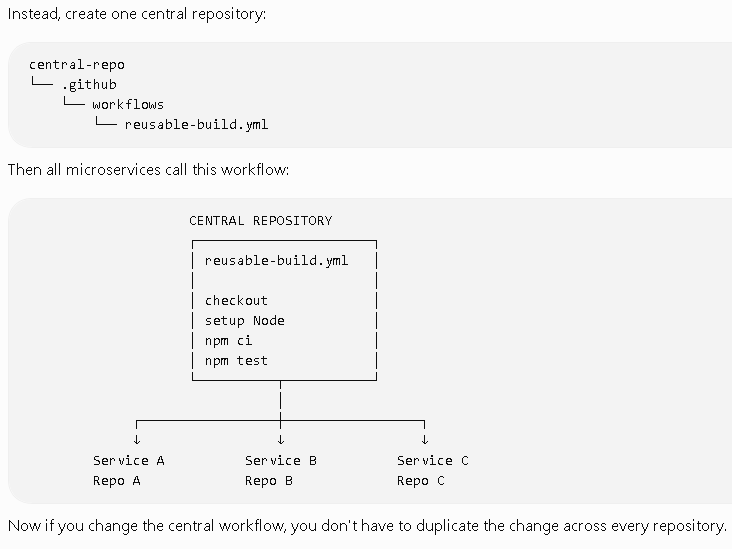 Instead, create one central repository:
central-repo
└── .github
    └── workflows
        └── reusable-build.yml
Then all microservices call this workflow:
CENTRAL REPOSITORY
reusable-build.yml
checkout
setup Node
npm ci
npm test
↓ ↓ ↓
Service A Service B Service C
Repo A Repo B Repo C
Now if you change the central workflow, you don't have to duplicate the change across every repository.